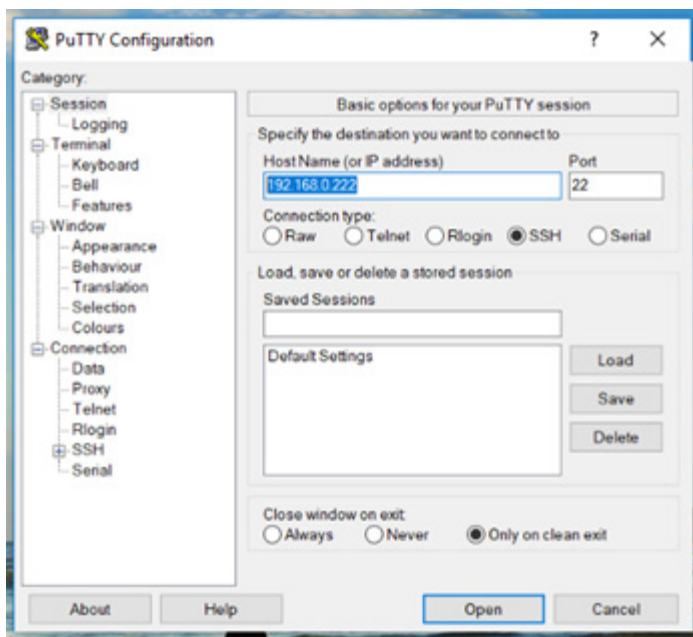 PuTTY Configuration
?
Category:
Session
Logging
Terminal
Keyboard
Bell
Features
Window
Appearance
Behaviour
Translation
Selection
Colours
Connection
Data
Proxy
Telnet
Rlogin
SSH
Serial
Basic options for your PuTTY session
Specify the destination you want to connect to
Host Name (or IP address) Port
192.168.0.222 22
Connection type:
Raw Telnet Rlogin SSH Serial
Load, save or delete a stored session
Saved Sessions
Default Settings
Load
Save
Delete
Close window on exit
Always Never Only on clean exit
About Help Open Cancel